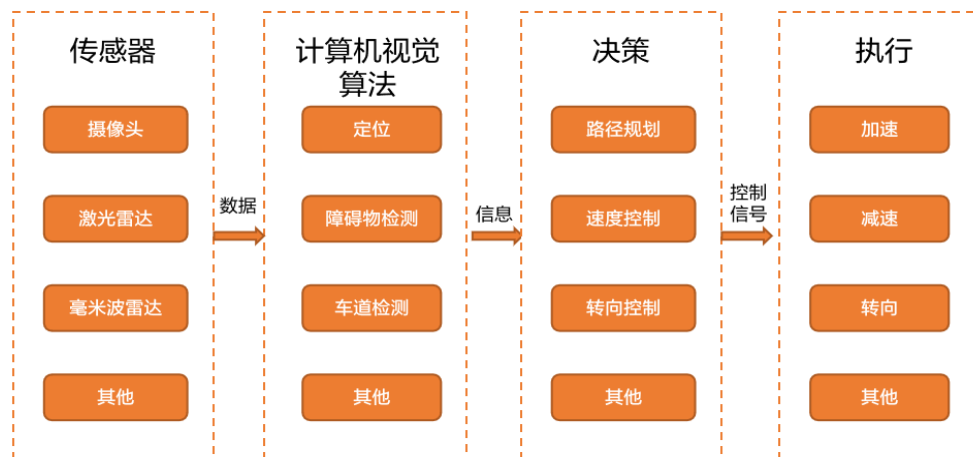 传感器
摄像头
激光雷达
毫米波雷达
其他
数据
计算机视觉
算法
定位
障碍物检测
车道检测
其他
信息
决策
路径规划
速度控制
转向控制
其他
控制
信号
执行
加速
减速
转向
其他